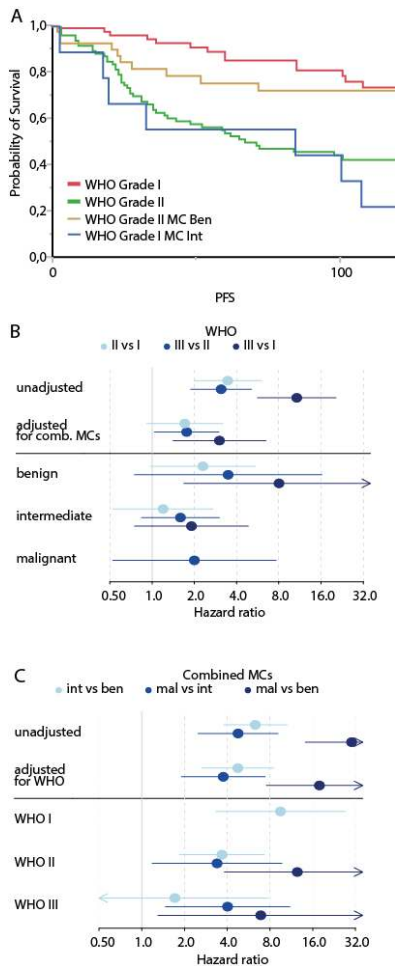 A
Probability of Survival
1,0
0,8
0,6
0,4
0,2
0,0
WHO Grade I
WHO Grade II
WHO Grade II MC Ben
WHO Grade I MC Int
0 100
PFS
B
WHO
II vs I III vs II III vs I
unadjusted
adjusted
for comb. MCs
benign
intermediate
malignant
0.50 1.0 2.0 4.0 8.0 16.0 32.0
Hazard ratio
C
Combined MCs
int vs ben mal vs int mal vs ben
unadjusted
adjusted
for WHO
WHO I
WHO II
WHO III
0.50 1.0 2.0 4.0 8.0 16.0 32.0
Hazard ratio